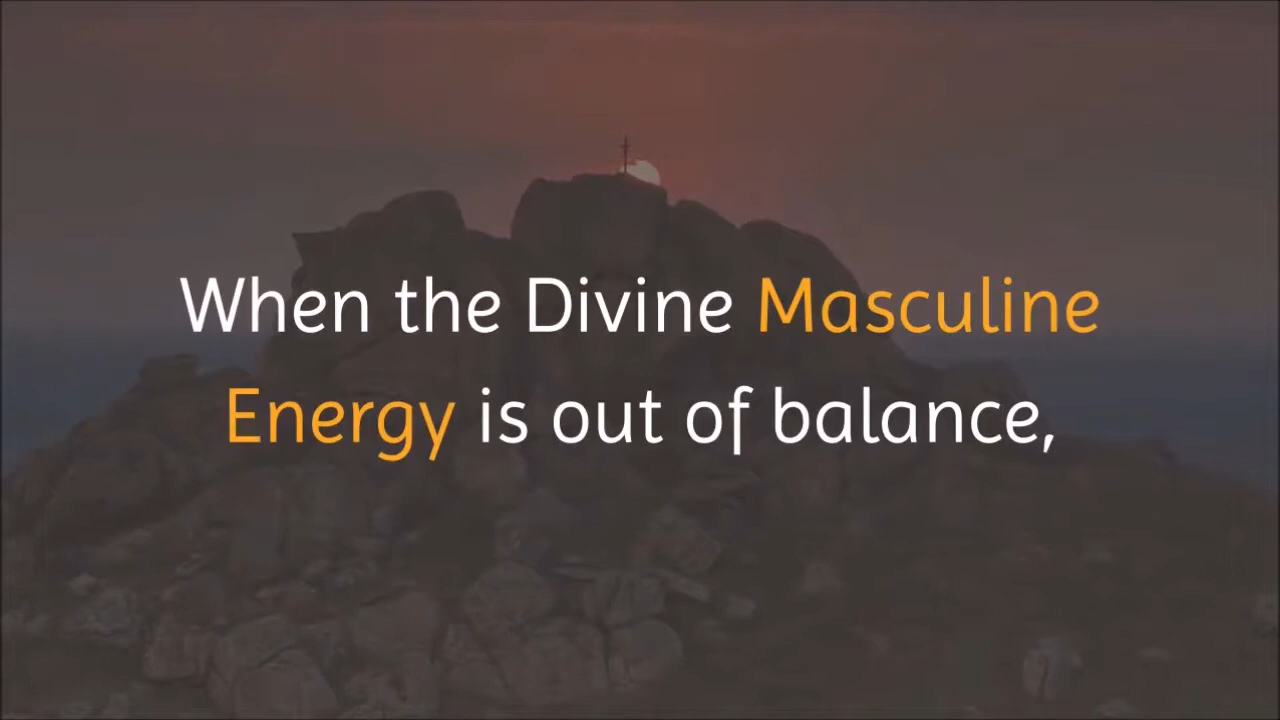 When the Divine Masculine
Energy is out of balance,